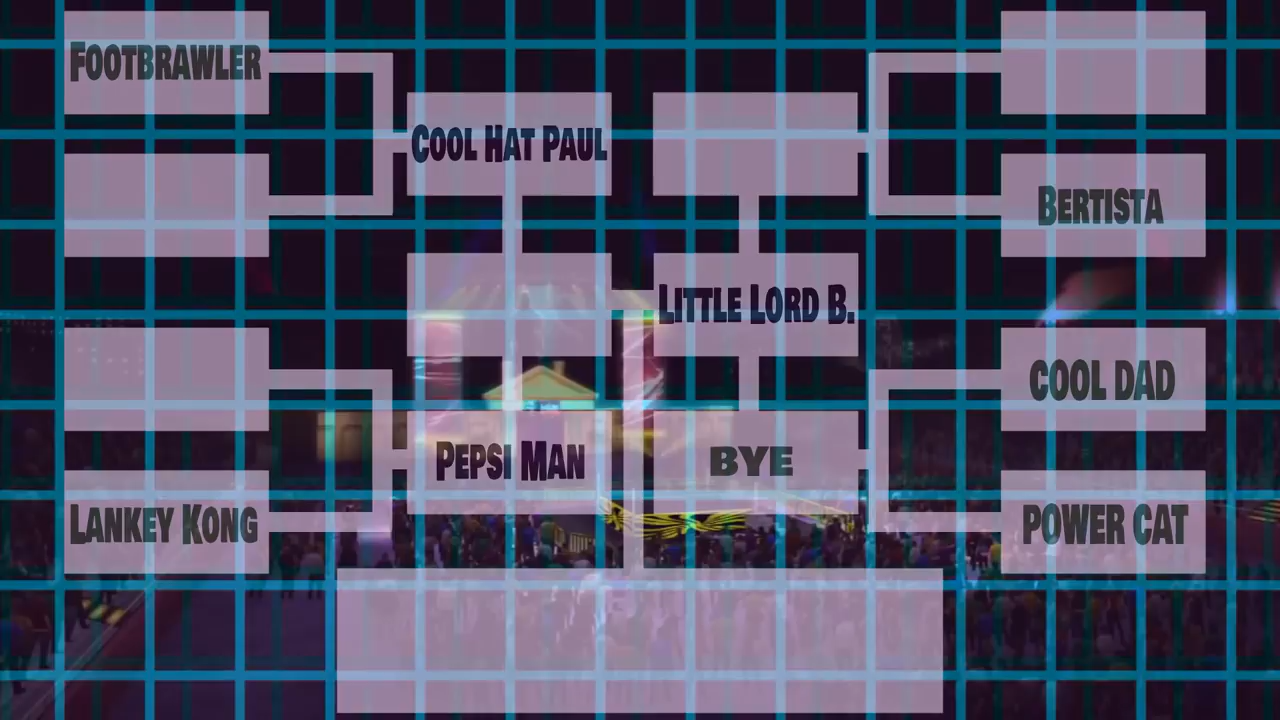 FOOTBRAWLER
COOL HAT PAUL
BERTISTA
LITTLE LORD B.
COOL DAD
PEPSI MAN
BYE
LANKEY KONG
POWER CAT